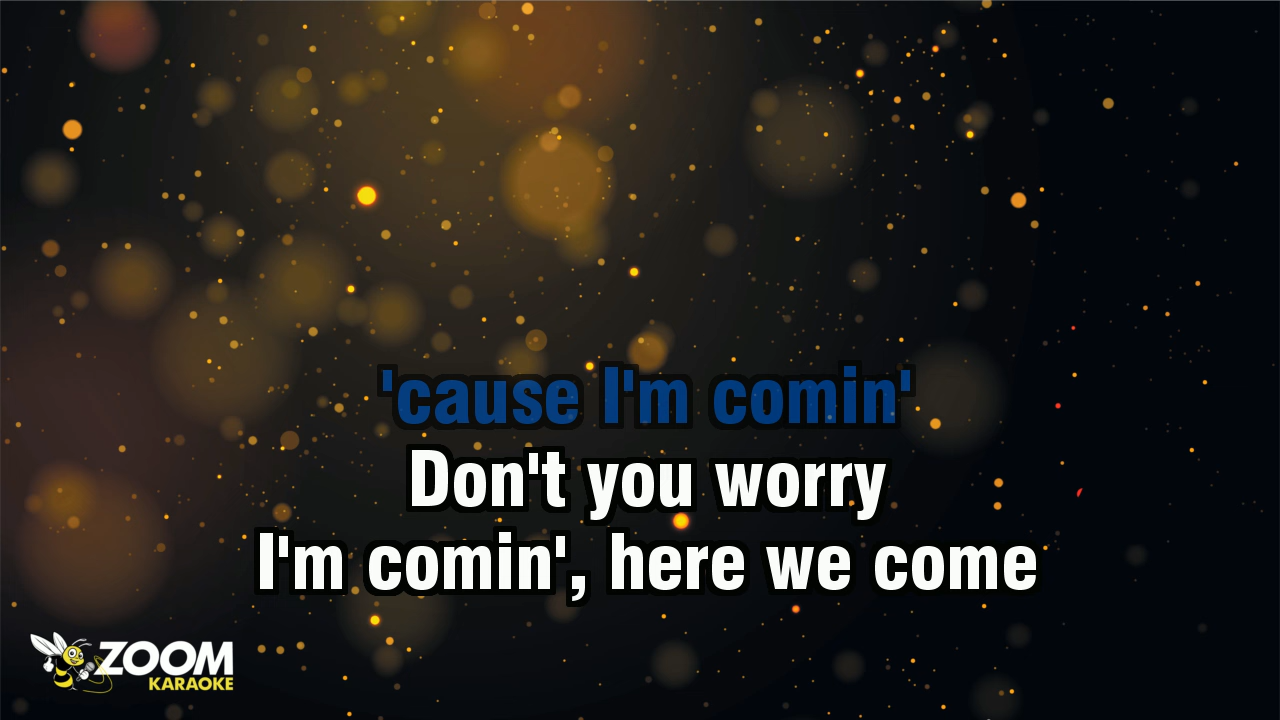 'cause I'm comin'
Don't you worry
I'm comin', here we come
ZOOM
KARAOKE